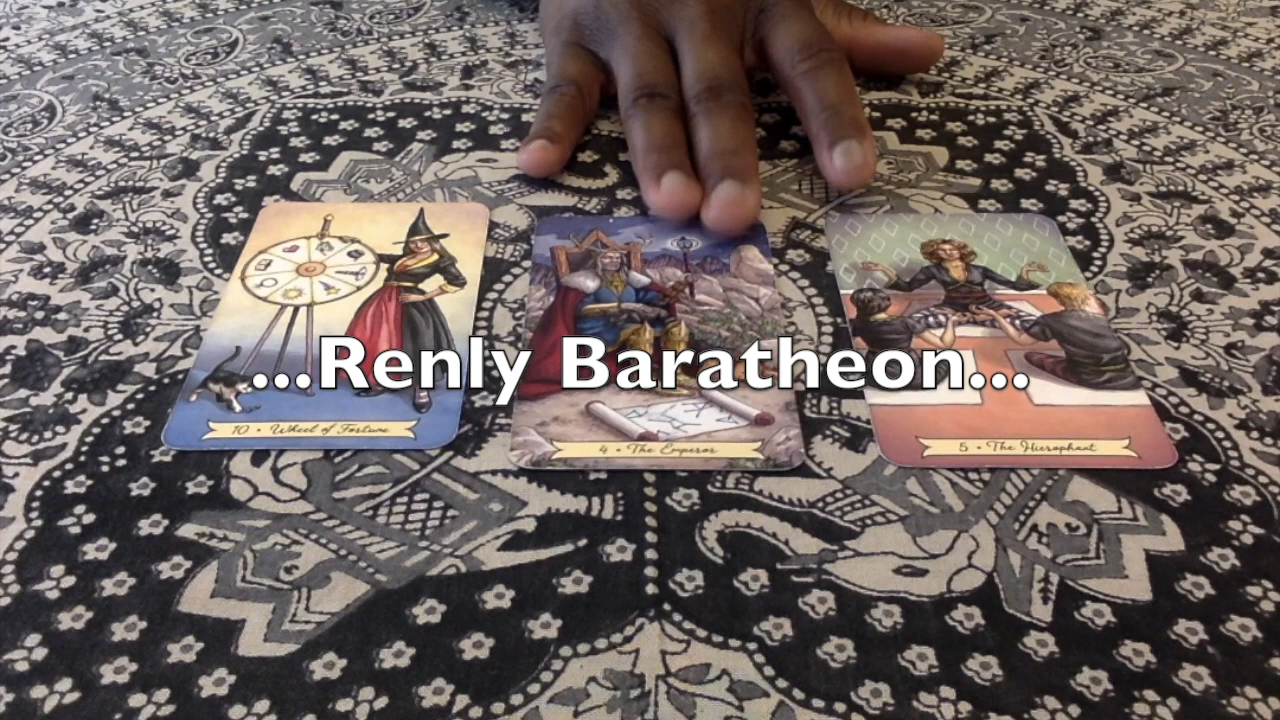 ...Renly Baratheon...
10 • Wheel of Fortune
4 • The Emperor
5 • The Hierophant